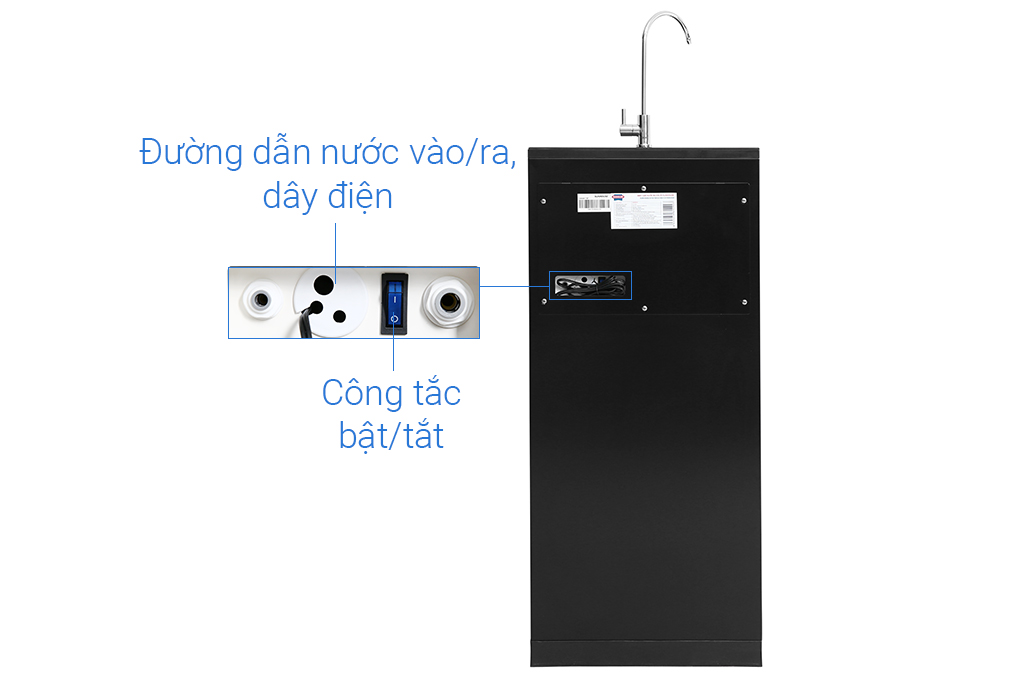 Đường dẫn nước vào/ra,
dây điện
Công tắc
bật/tắt